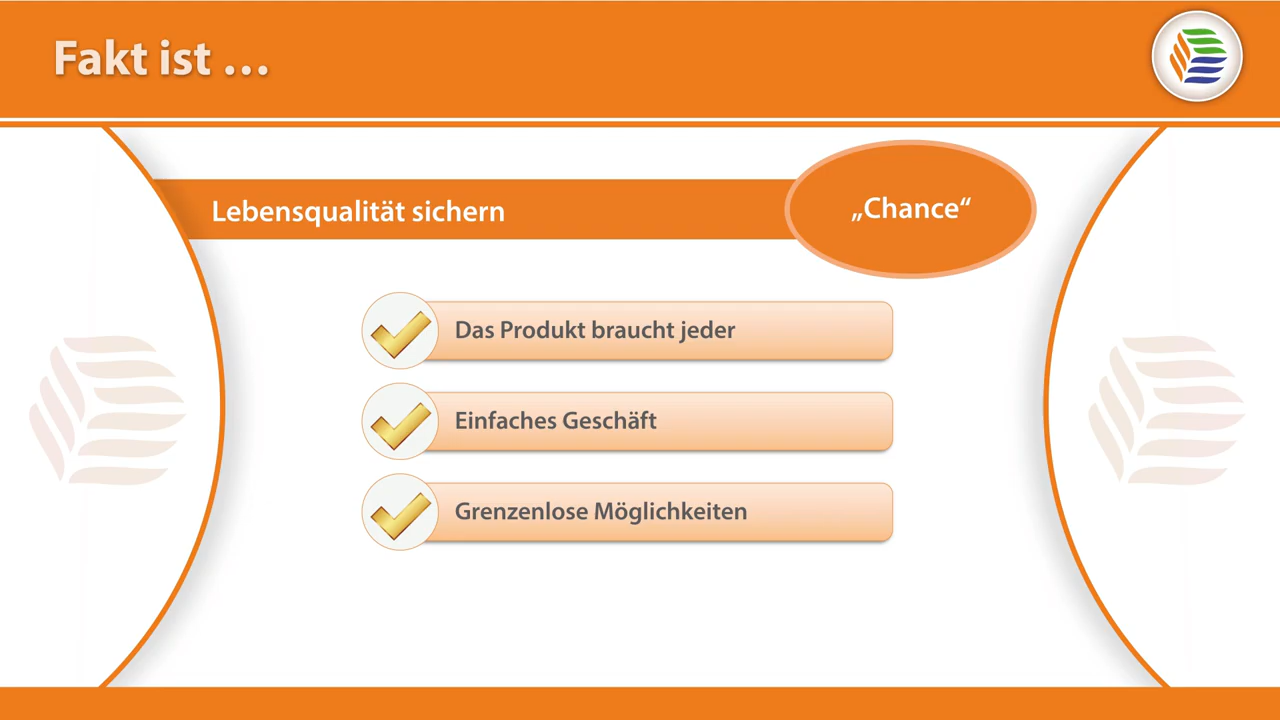 Fakt ist …
Lebensqualität sichern
„Chance“
Das Produkt braucht jeder
Einfaches Geschäft
Grenzenlose Möglichkeiten